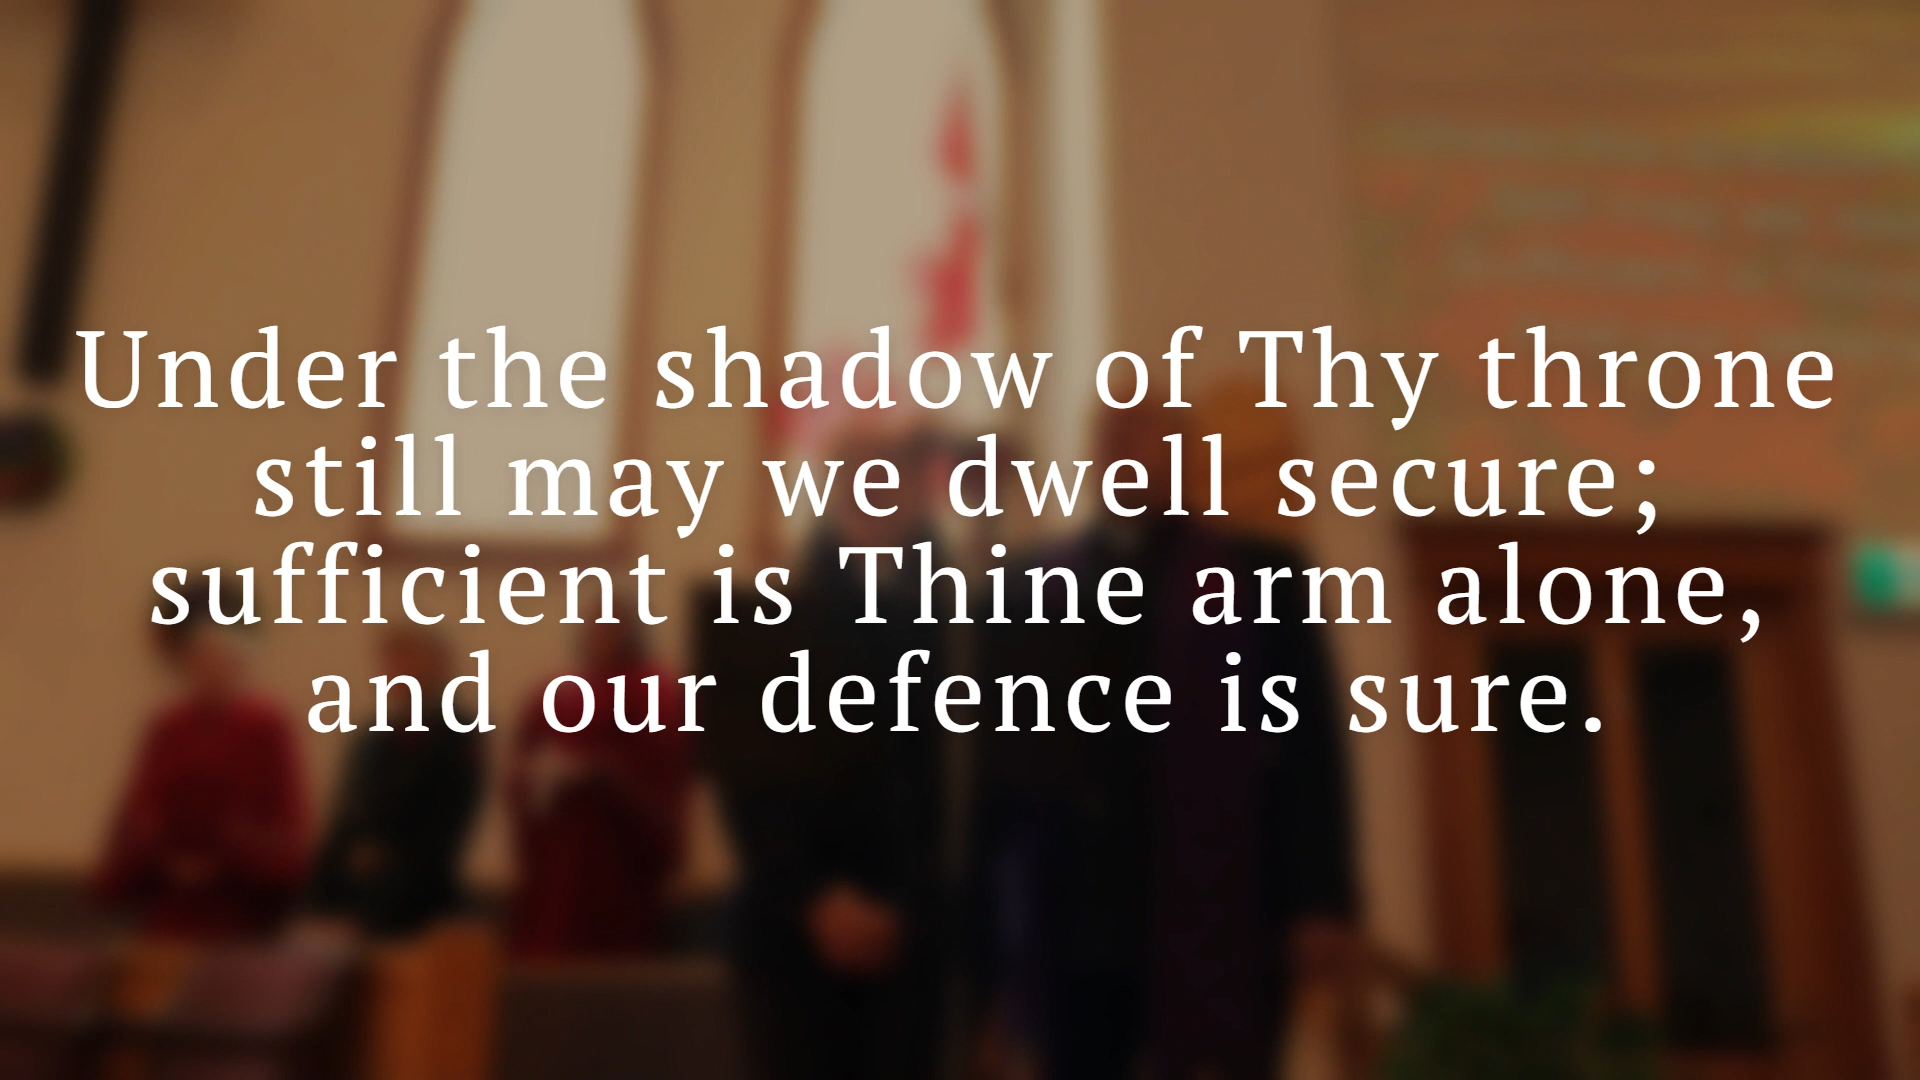 Under the shadow of Thy throne
still may we dwell secure;
sufficient is Thine arm alone,
and our defence is sure.